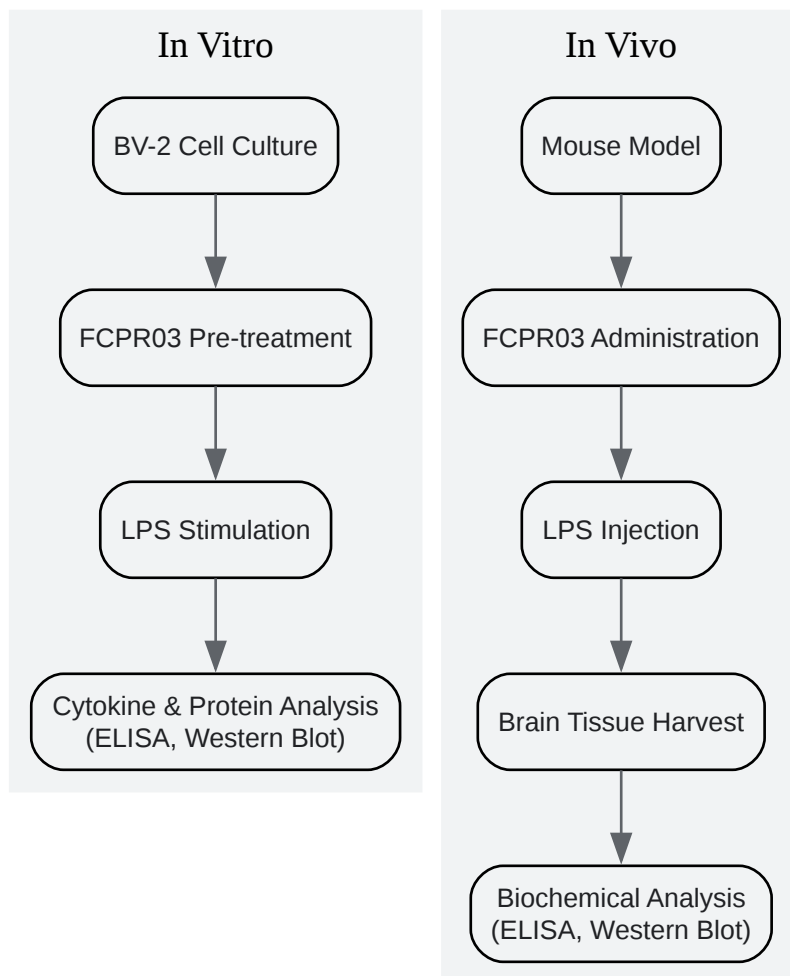 In Vitro
BV-2 Cell Culture
FCPR03 Pre-treatment
LPS Stimulation
Cytokine & Protein Analysis
(ELISA, Western Blot)
In Vivo
Mouse Model
FCPR03 Administration
LPS Injection
Brain Tissue Harvest
Biochemical Analysis
(ELISA, Western Blot)